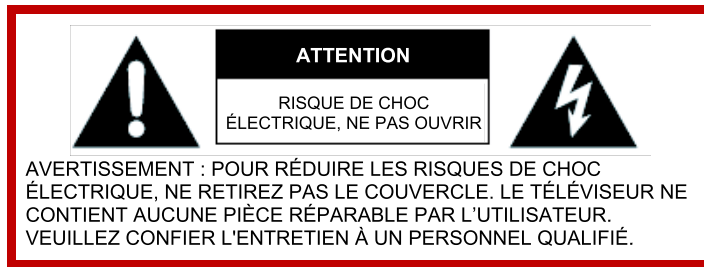 ATTENTION
RISQUE DE CHOC
ÉLECTRIQUE, NE PAS OUVRIR
AVERTISSEMENT : POUR RÉDUIRE LES RISQUES DE CHOC
ÉLECTRIQUE, NE RETIREZ PAS LE COUVERCLE. LE TÉLÉVISEUR NE
CONTIENT AUCUNE PIÈCE RÉPARABLE PAR L’UTILISATEUR.
VEUILLEZ CONFIER L'ENTRETIEN À UN PERSONNEL QUALIFIÉ.